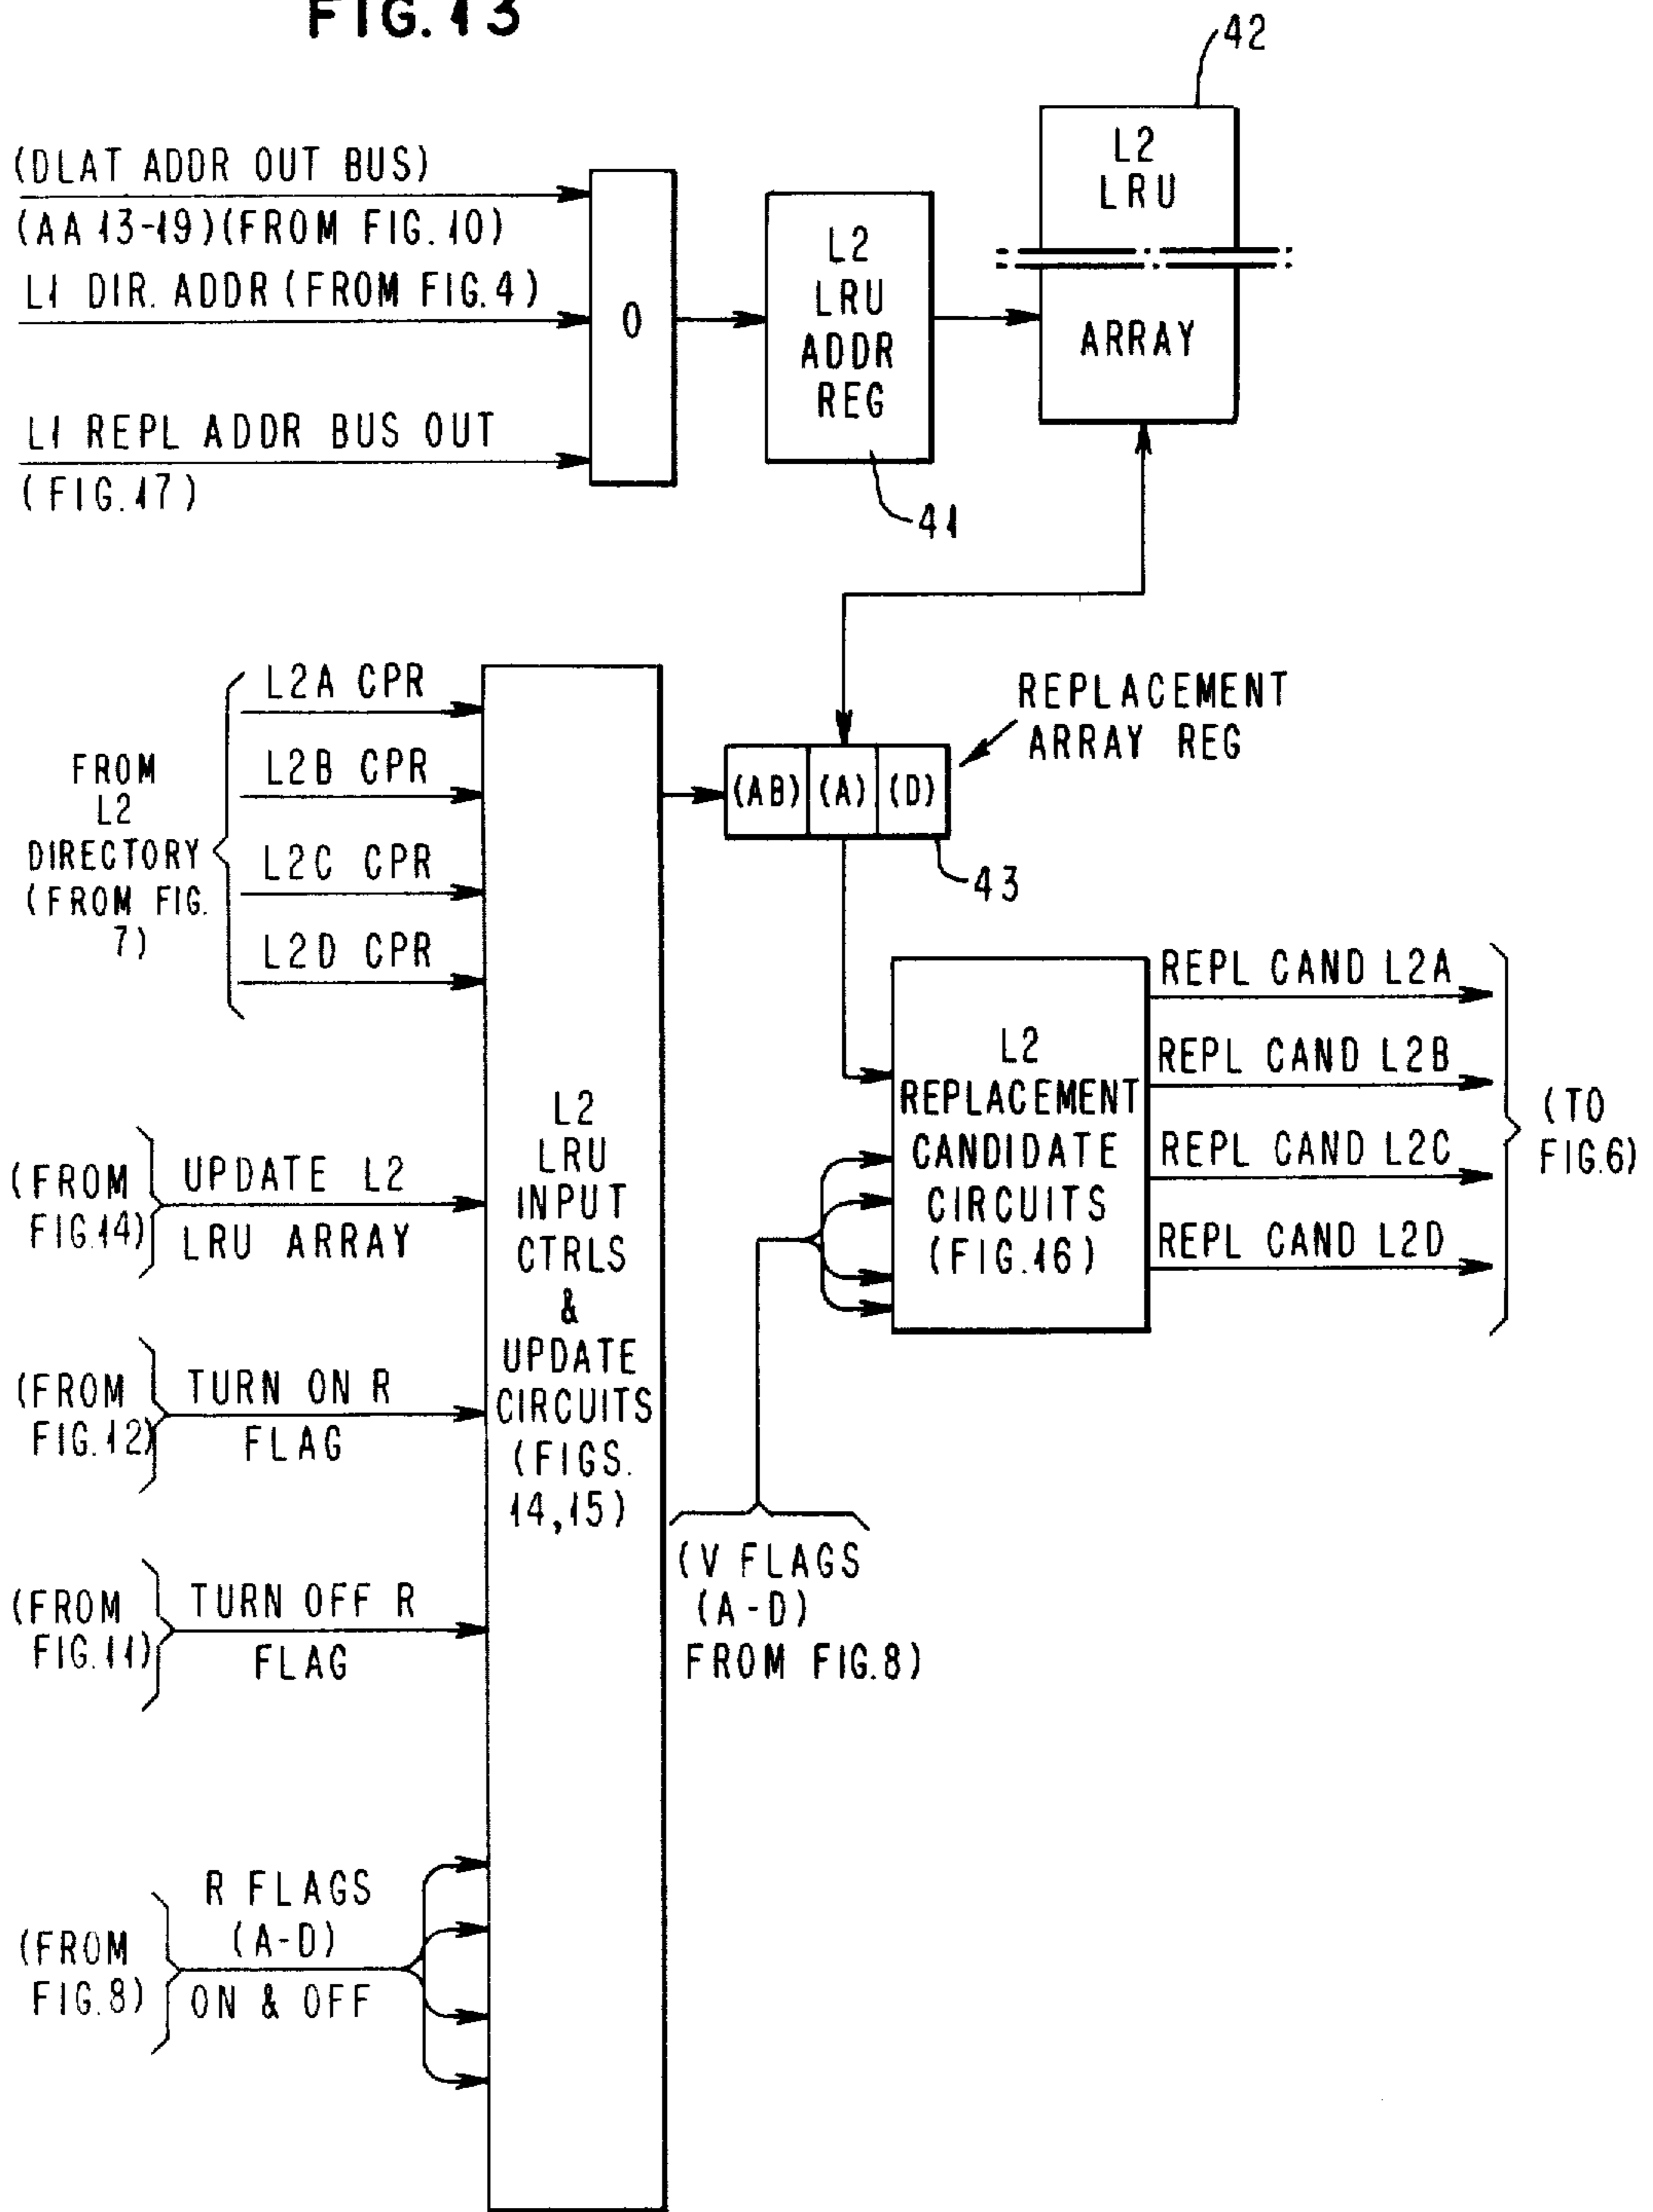 FIG. 13
42
(DLAT ADDR OUT BUS)
(AA 13-19)(FROM FIG. 10)
L1 DIR. ADDR (FROM FIG. 4)
L1 REPL ADDR BUS OUT
(FIG. 17)
O
L2
LRU
ADDR
REG
41
L2
LRU
ARRAY
FROM
L2
DIRECTORY
(FROM FIG.
7)
L2A CPR
L2B CPR
L2C CPR
L2D CPR
(FROM
FIG. 14)
UPDATE L2
LRU ARRAY
(FROM
FIG. 12)
TURN ON R
FLAG
(FROM
FIG. 11)
TURN OFF R
FLAG
(FROM
FIG. 8)
R FLAGS
(A-D)
ON & OFF
L2
LRU
INPUT
CTRLS
&
UPDATE
CIRCUITS
(FIGS.
14,15)
(AB) (A) (D)
REPLACEMENT
ARRAY REG
43
L2
REPLACEMENT
CANDIDATE
CIRCUITS
(FIG. 16)
(V FLAGS
(A-D)
FROM FIG. 8)
REPL CAND L2A
REPL CAND L2B
REPL CAND L2C
REPL CAND L2D
(TO
FIG. 6)